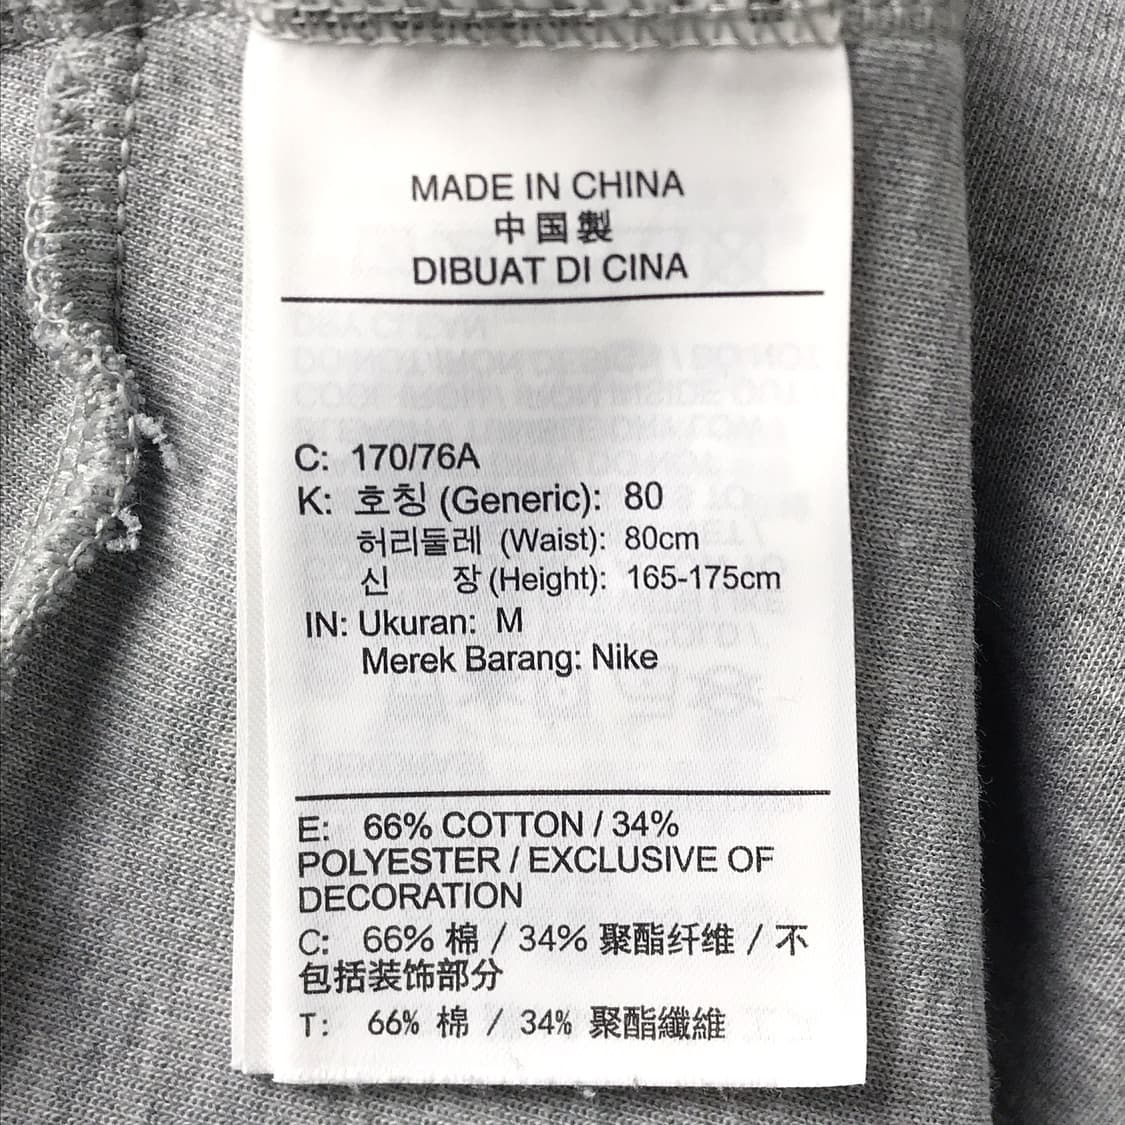 MADE IN CHINA
中国製
DIBUAT DI CINA
C: 170/76A
K: 호칭 (Generic): 80
허리둘레 (Waist): 80cm
신 장 (Height): 165-175cm
IN: Ukuran: M
Merek Barang: Nike
E: 66% COTTON / 34%
POLYESTER / EXCLUSIVE OF
DECORATION
C: 66% 棉 / 34% 聚酯纤维 / 不
包括装饰部分
T: 66% 棉 / 34% 聚酯纖維